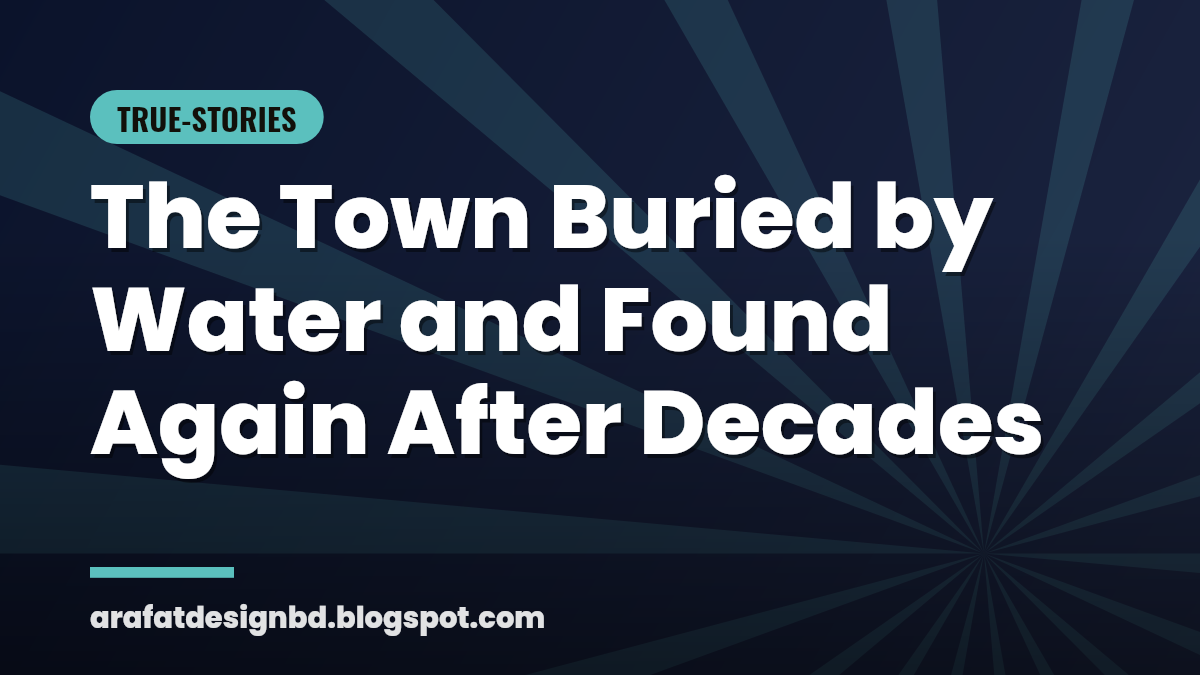 TRUE-STORIES
The Town Buried by
Water and Found
Again After Decades
arafatdesignbd.blogspot.com